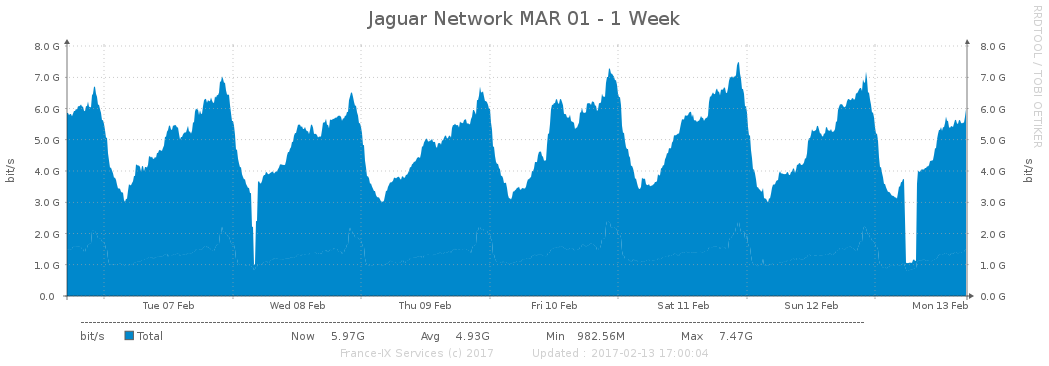 Jaguar Network MAR 01 - 1 Week
RRDTOOL / TOBI OETIKER
8.0 G 8.0 G
7.0 G 7.0 G
6.0 G 6.0 G
5.0 G 5.0 G
4.0 G 4.0 G
3.0 G 3.0 G
2.0 G 2.0 G
1.0 G 1.0 G
0.0 0.0 G
bit/s
bit/s
Tue 07 Feb Wed 08 Feb Thu 09 Feb Fri 10 Feb Sat 11 Feb Sun 12 Feb Mon 13 Feb
bit/s Total Now 5.97G Avg 4.93G Min 982.56M Max 7.47G
France-IX Services (c) 2017 Updated : 2017-02-13 17:00:04